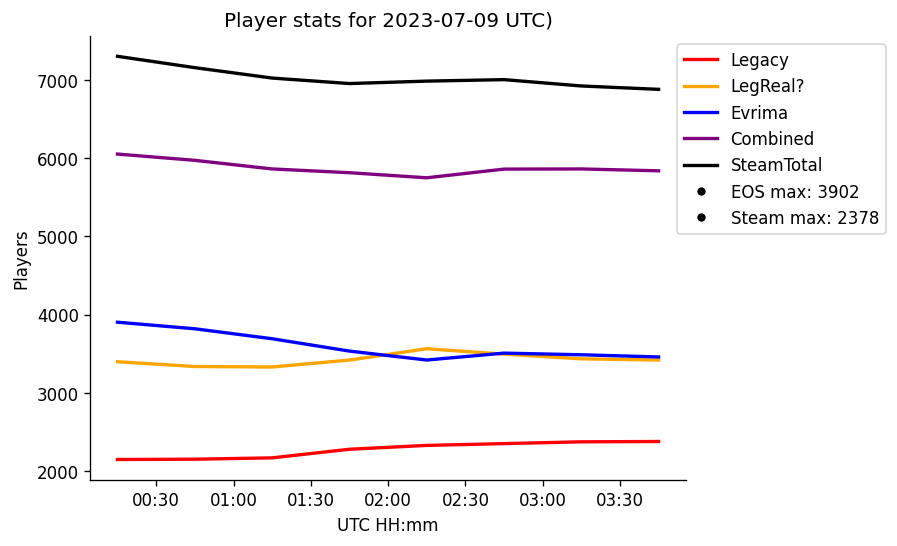 Player stats for 2023-07-09 UTC)
Legacy
LegReal?
Evrima
Combined
SteamTotal
EOS max: 3902
Steam max: 2378
Players
7000
6000
5000
4000
3000
2000
00:30 01:00 01:30 02:00 02:30 03:00 03:30
UTC HH:mm